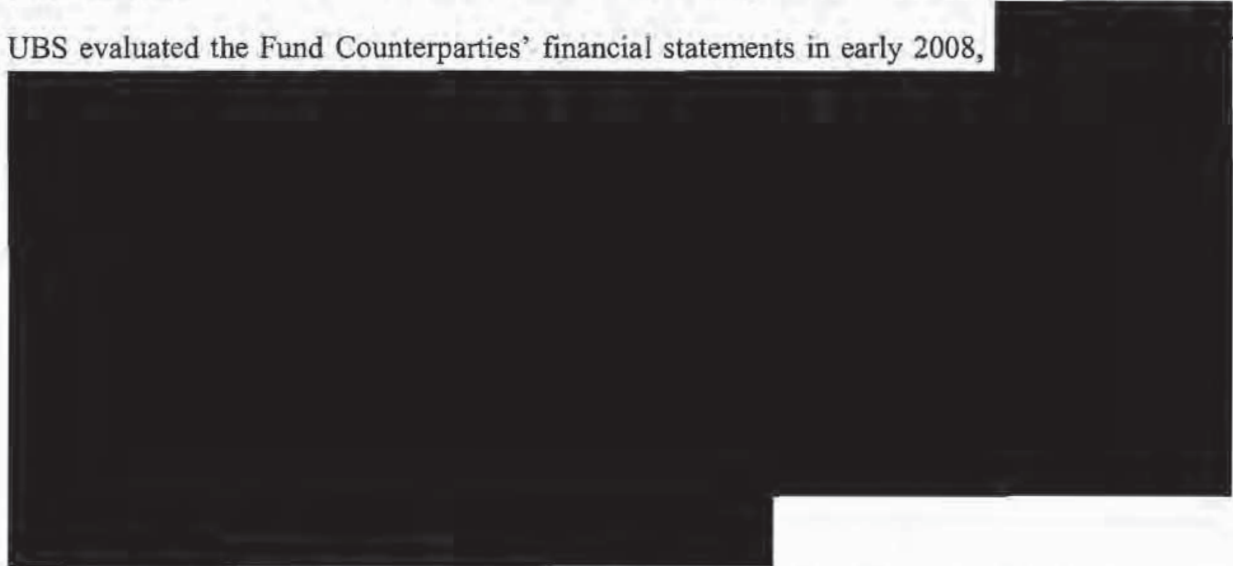 UBS evaluated the Fund Counterparties' financial statements in early 2008,